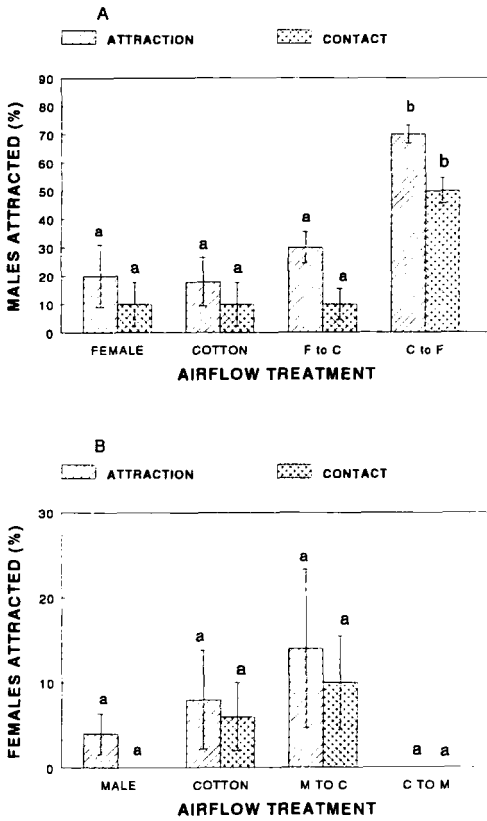 A
ATTRACTION CONTACT
MALES ATTRACTED (%)
90
80
70
60
50
40
30
20
10
0
a a a a a a b b
FEMALE COTTON F to C C to F
AIRFLOW TREATMENT
B
ATTRACTION CONTACT
FEMALES ATTRACTED (%)
30
20
10
0
a a a a a a a a
MALE COTTON M TO C C TO M
AIRFLOW TREATMENT